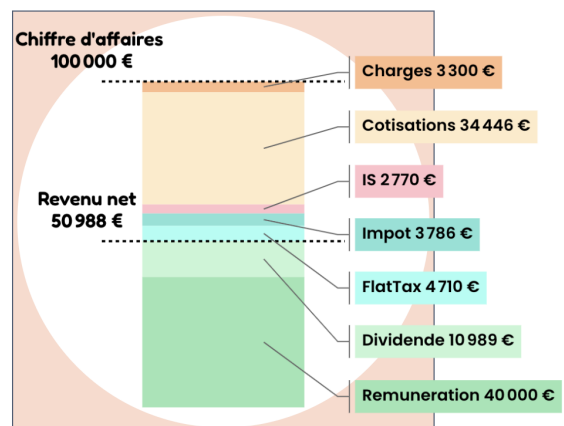 Chiffre d'affaires
100 000 €
Charges 3 300 €
Cotisations 34 446 €
IS 2 770 €
Revenu net
50 988 €
Impot 3 786 €
FlatTax 4 710 €
Dividende 10 989 €
Remuneration 40 000 €